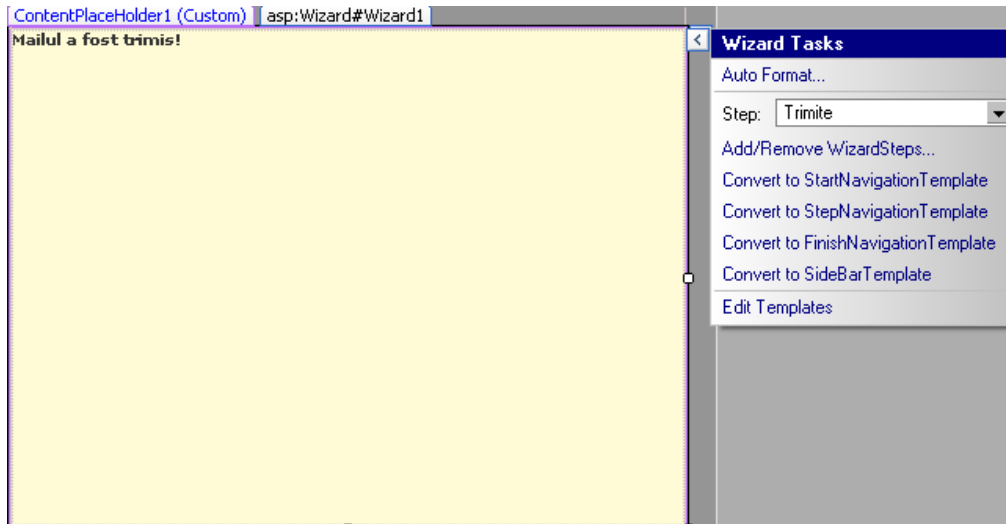 ContentPlaceHolder1 (Custom) asp:Wizard#Wizard1
Mailul a fost trimis!
Wizard Tasks
Auto Format...
Step: Trimite
Add/Remove WizardSteps...
Convert to StartNavigationTemplate
Convert to StepNavigationTemplate
Convert to FinishNavigationTemplate
Convert to SideBarTemplate
Edit Templates